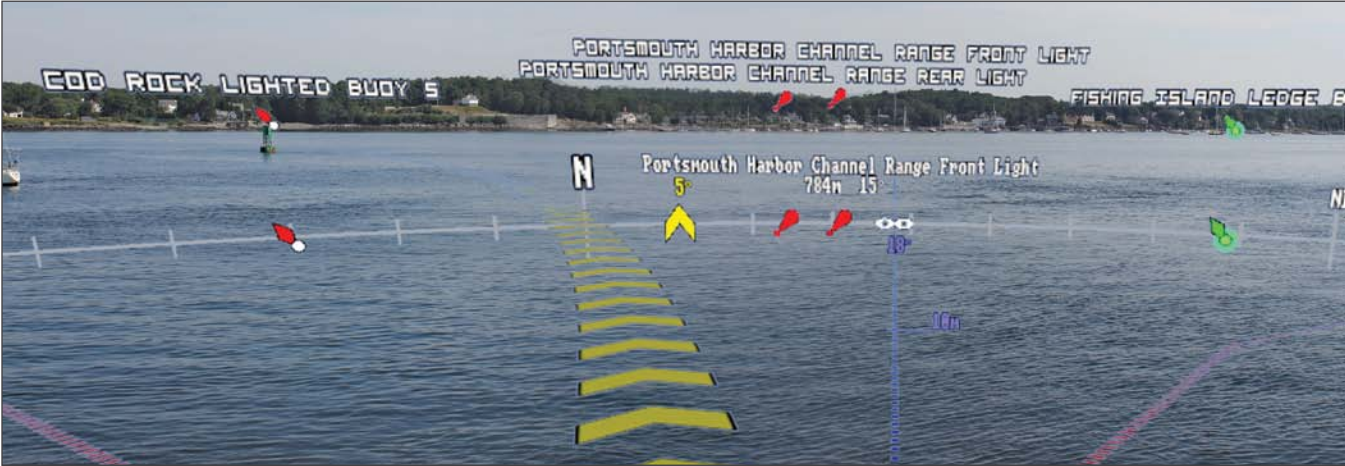 PORTSMOUTH HARBOR CHANNEL RANGE FRONT LIGHT
PORTSMOUTH HARBOR CHANNEL RANGE REAR LIGHT
COD ROCK LIGHTED BUOY 5
FISHING ISLAND LEDGE B
N
Portsmouth Harbor Channel Range Front Light
5°
784m 15°
18°
10m